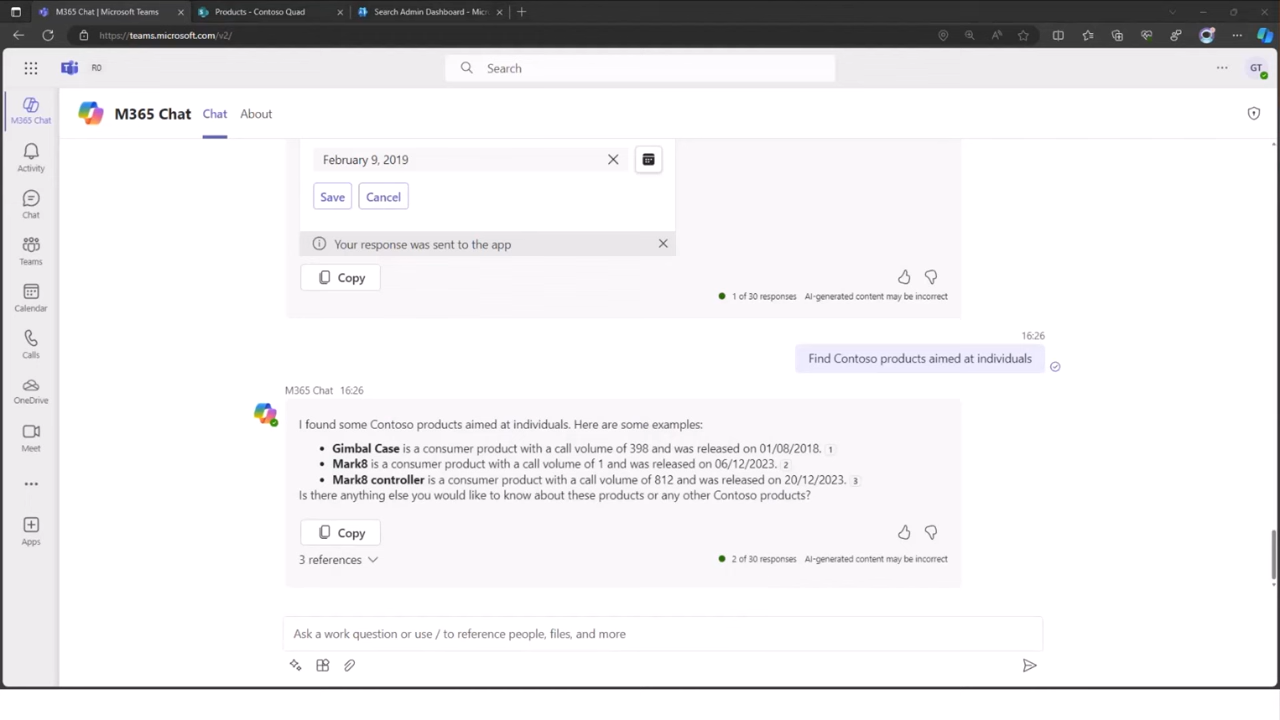 M365 Chat | Microsoft Teams
Products - Contoso Quad
Search Admin Dashboard - Micr
https://teams.microsoft.com/v2/
RO
Search
GT
M365 Chat
Chat
About
M365 Chat
Activity
Chat
Teams
Calendar
Calls
OneDrive
Meet
Apps
February 9, 2019
Save
Cancel
Your response was sent to the app
Copy
1 of 30 responses AI-generated content may be incorrect
16:26
Find Contoso products aimed at individuals
M365 Chat 16:26
I found some Contoso products aimed at individuals. Here are some examples:
• Gimbal Case is a consumer product with a call volume of 398 and was released on 01/08/2018. 1
• Mark8 is a consumer product with a call volume of 1 and was released on 06/12/2023. 2
• Mark8 controller is a consumer product with a call volume of 812 and was released on 20/12/2023. 3
Is there anything else you would like to know about these products or any other Contoso products?
Copy
3 references
2 of 30 responses AI-generated content may be incorrect
Ask a work question or use / to reference people, files, and more